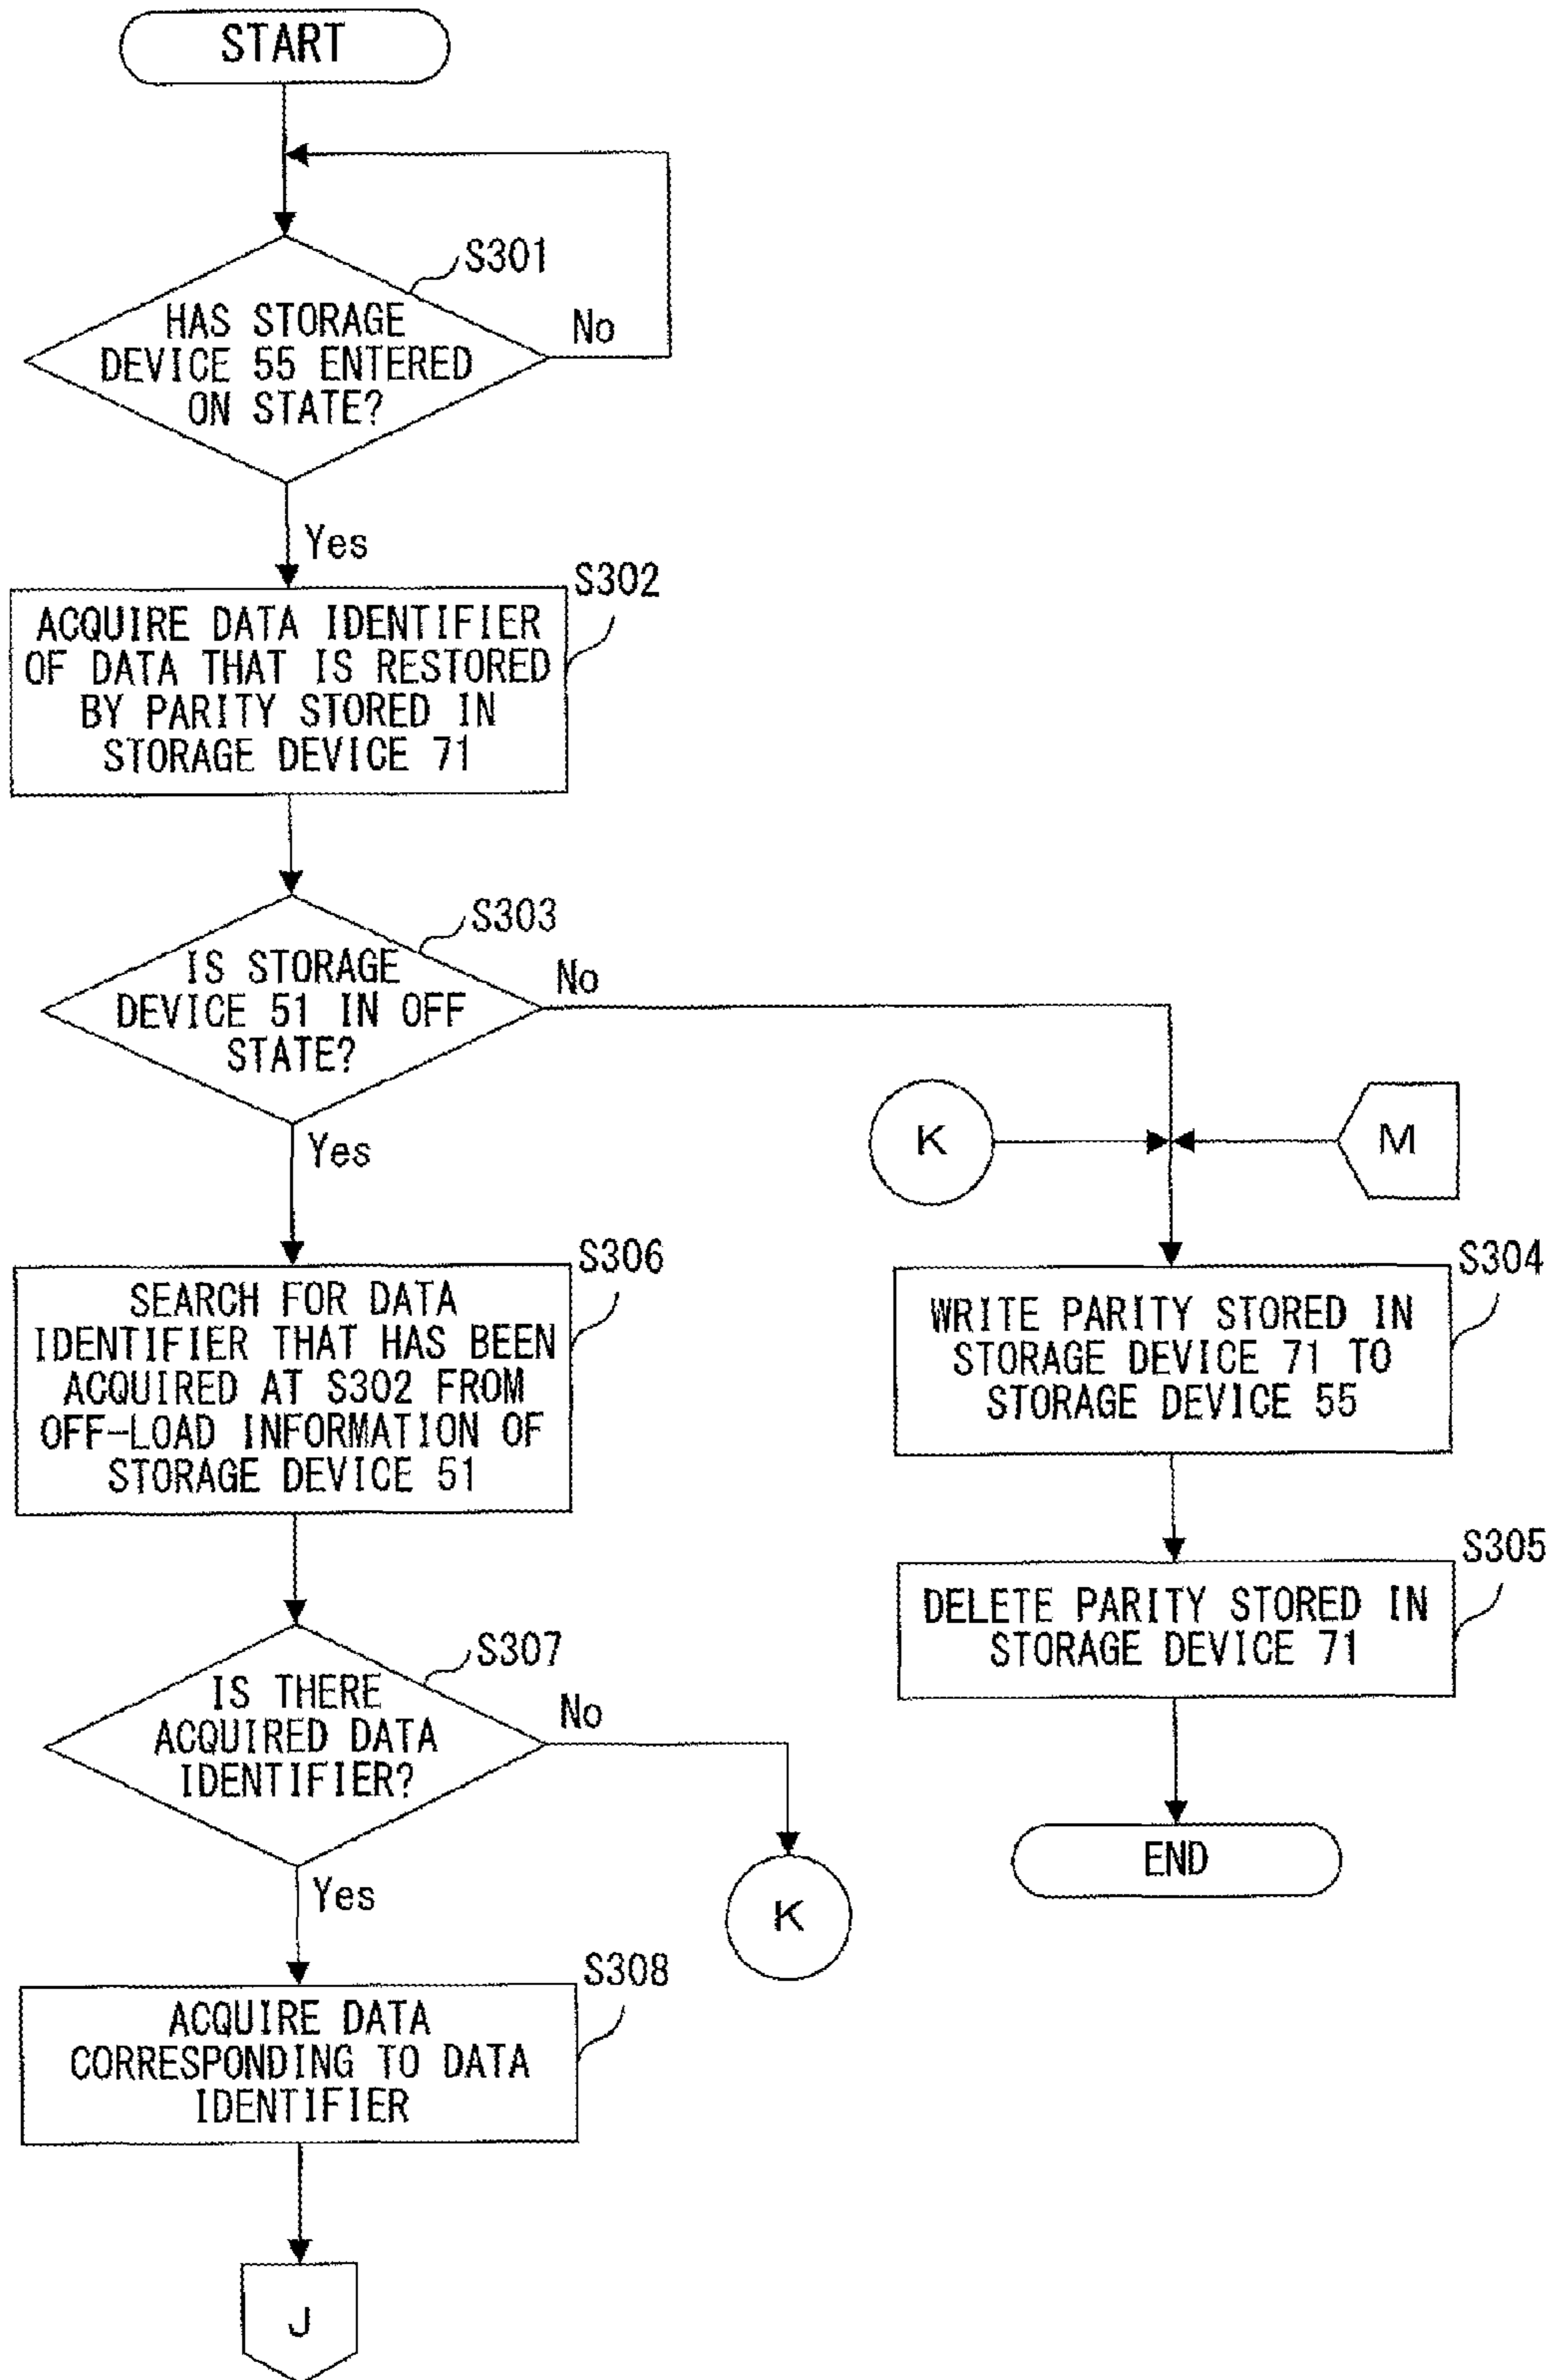 START
S301
HAS STORAGE
DEVICE 55 ENTERED
ON STATE?
No
Yes
S302
ACQUIRE DATA IDENTIFIER
OF DATA THAT IS RESTORED
BY PARITY STORED IN
STORAGE DEVICE 71
S303
IS STORAGE
DEVICE 51 IN OFF
STATE?
No
Yes
K
M
S306
SEARCH FOR DATA
IDENTIFIER THAT HAS BEEN
ACQUIRED AT S302 FROM
OFF-LOAD INFORMATION OF
STORAGE DEVICE 51
S304
WRITE PARITY STORED IN
STORAGE DEVICE 71 TO
STORAGE DEVICE 55
S305
DELETE PARITY STORED IN
STORAGE DEVICE 71
END
S307
IS THERE
ACQUIRED DATA
IDENTIFIER?
No
K
Yes
S308
ACQUIRE DATA
CORRESPONDING TO DATA
IDENTIFIER
J